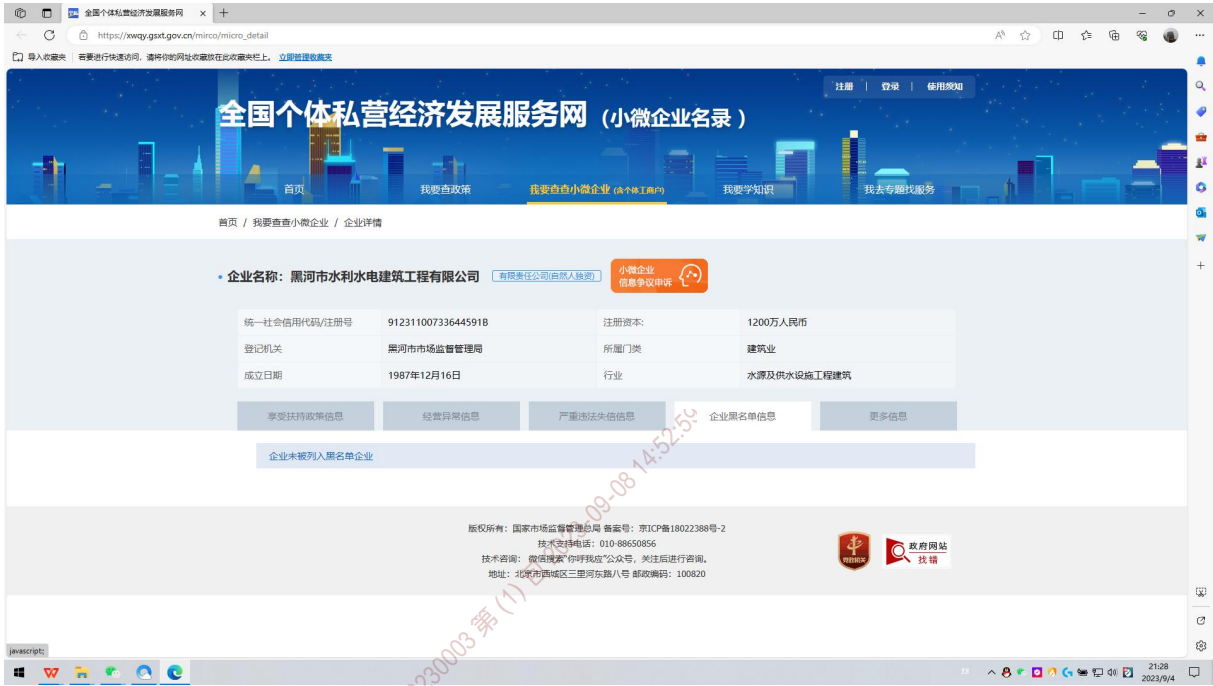 全国个体私营经济发展服务网
https://xwqy.gsxt.gov.cn/mirco/micro_detail
导入收藏夹 若要进行快速访问，请将你的网址收藏放在此收藏夹栏上。 立即管理收藏夹
注册 | 登录 | 使用须知
全国个体私营经济发展服务网（小微企业名录）
首页 我要查政策 我要查查小微企业（含个体工商户） 我要学知识 我去专题找服务
首页 / 我要查查小微企业 / 企业详情
企业名称：黑河市水利水电建筑工程有限公司 有限责任公司(自然人独资) 小微企业
信息争议申诉
统一社会信用代码/注册号 91231100733644591B 注册资本： 1200万人民币
登记机关 黑河市市场监督管理局 所属门类 建筑业
成立日期 1987年12月16日 行业 水源及供水设施工程建筑
享受扶持政策信息 经营异常信息 严重违法失信信息 企业黑名单信息 更多信息
企业未被列入黑名单企业
版权所有：国家市场监督管理总局 备案号：京ICP备18022388号-2
技术支持电话：010-88650856
技术咨询： 微信搜索“你呼我应”公众号，关注后进行咨询。
地址：北京市西城区三里河东路八号 邮政编码：100820
党政机关
政府网站
找错
230003 第(1) 2023-09-08 14:52:59
javascript:;
21:28
2023/9/4